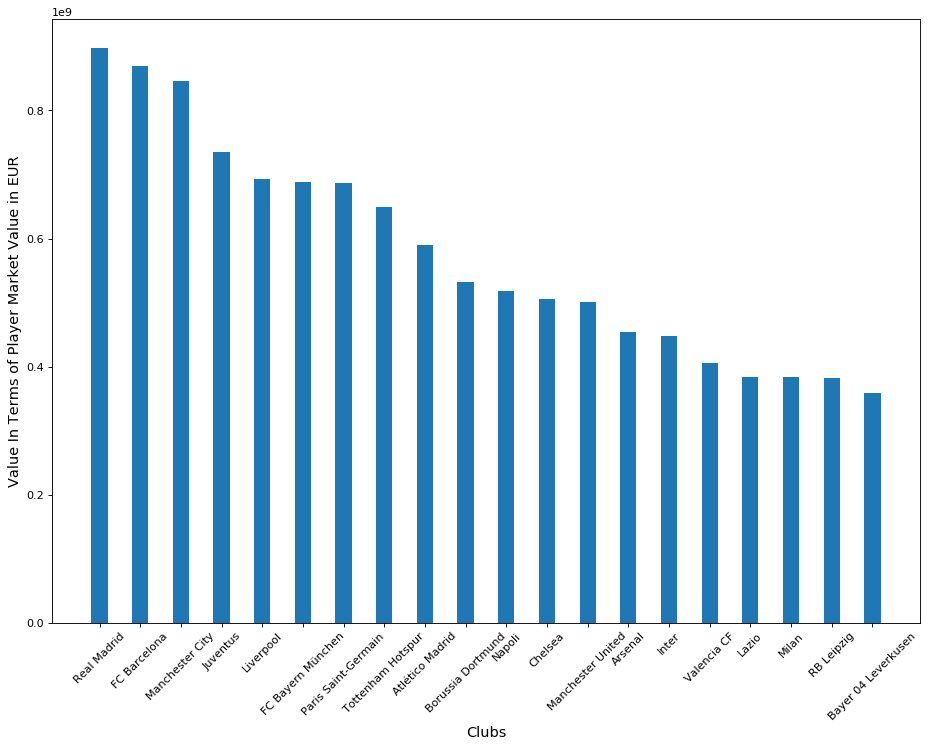 1e9
0.8
0.6
0.4
0.2
0.0
Value In Terms of Player Market Value in EUR
Real Madrid
FC Barcelona
Manchester City
Juventus
Liverpool
FC Bayern München
Paris Saint-Germain
Tottenham Hotspur
Atlético Madrid
Borussia Dortmund
Napoli
Chelsea
Manchester United
Arsenal
Inter
Valencia CF
Lazio
Milan
RB Leipzig
Bayer 04 Leverkusen
Clubs